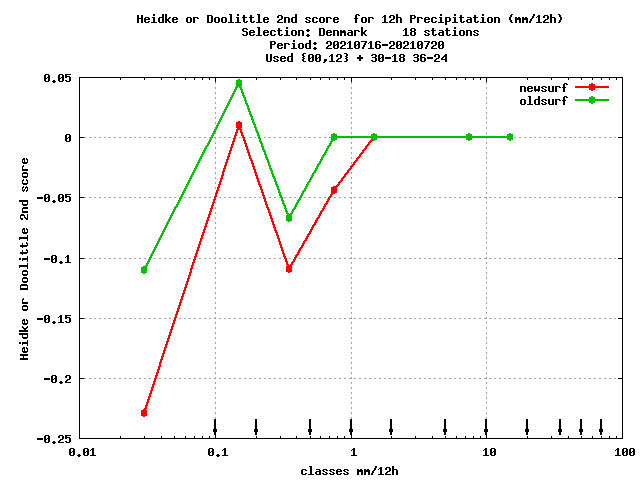 Heidke or Doolittle 2nd score  for 12h Precipitation (mm/12h)
Selection: Denmark     18 stations
Period: 20210716-20210720
Used {00,12} + 30-18 36-24
newsurf
oldsurf
0.05
0
-0.05
-0.1
-0.15
-0.2
-0.25
Heidke or Doolittle 2nd score
0.01 0.1 1 10 100
classes mm/12h